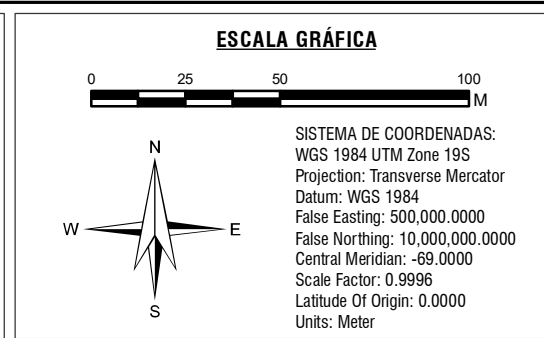 ESCALA GRÁFICA
0 25 50 100
M
SISTEMA DE COORDENADAS:
WGS 1984 UTM Zone 19S
Projection: Transverse Mercator
Datum: WGS 1984
False Easting: 500,000.0000
False Northing: 10,000,000.0000
Central Meridian: -69.0000
Scale Factor: 0.9996
Latitude Of Origin: 0.0000
Units: Meter
N
W E
S